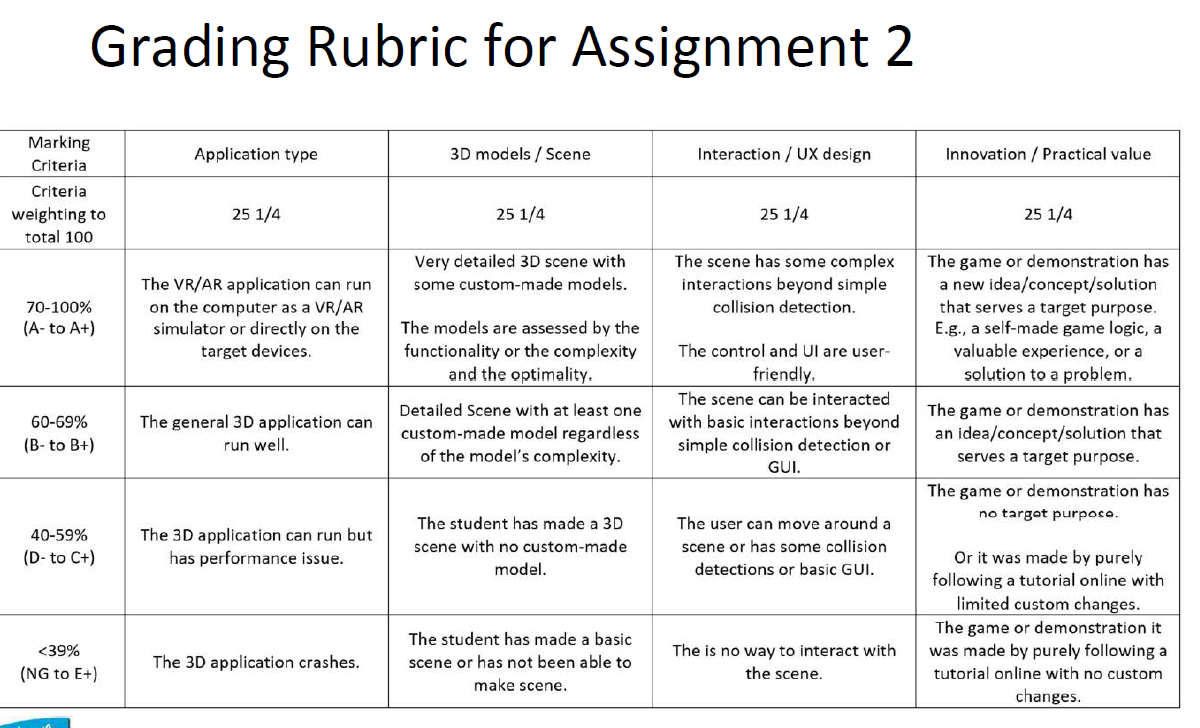 Grading Rubric for Assignment 2
Marking
Criteria
Application type
3D models / Scene
Interaction / UX design
Innovation / Practical value
Criteria
weighting to
total 100
25 1/4
25 1/4
25 1/4
25 1/4
70-100%
(A- to A+)
The VR/AR application can run
on the computer as a VR/AR
simulator or directly on the
target devices.
Very detailed 3D scene with
some custom-made models.
The models are assessed by the
functionality or the complexity
and the optimality.
The scene has some complex
interactions beyond simple
collision detection.
The control and UI are user-
friendly.
The game or demonstration has
a new idea/concept/solution
that serves a target purpose.
E.g., a self-made game logic, a
valuable experience, or a
solution to a problem.
60-69%
(B- to B+)
The general 3D application can
run well.
Detailed Scene with at least one
custom-made model regardless
of the model's complexity.
The scene can be interacted
with basic interactions beyond
simple collision detection or
GUI.
The game or demonstration has
an idea/concept/solution that
serves a target purpose.
40-59%
(D- to C+)
The 3D application can run but
has performance issue.
The student has made a 3D
scene with no custom-made
model.
The user can move around a
scene or has some collision
detections or basic GUI.
The game or demonstration has
no target purpose.
Or it was made by purely
following a tutorial online with
limited custom changes.
<39%
(NG to E+)
The 3D application crashes.
The student has made a basic
scene or has not been able to
make scene.
The is no way to interact with
the scene.
The game or demonstration it
was made by purely following a
tutorial online with no custom
changes.